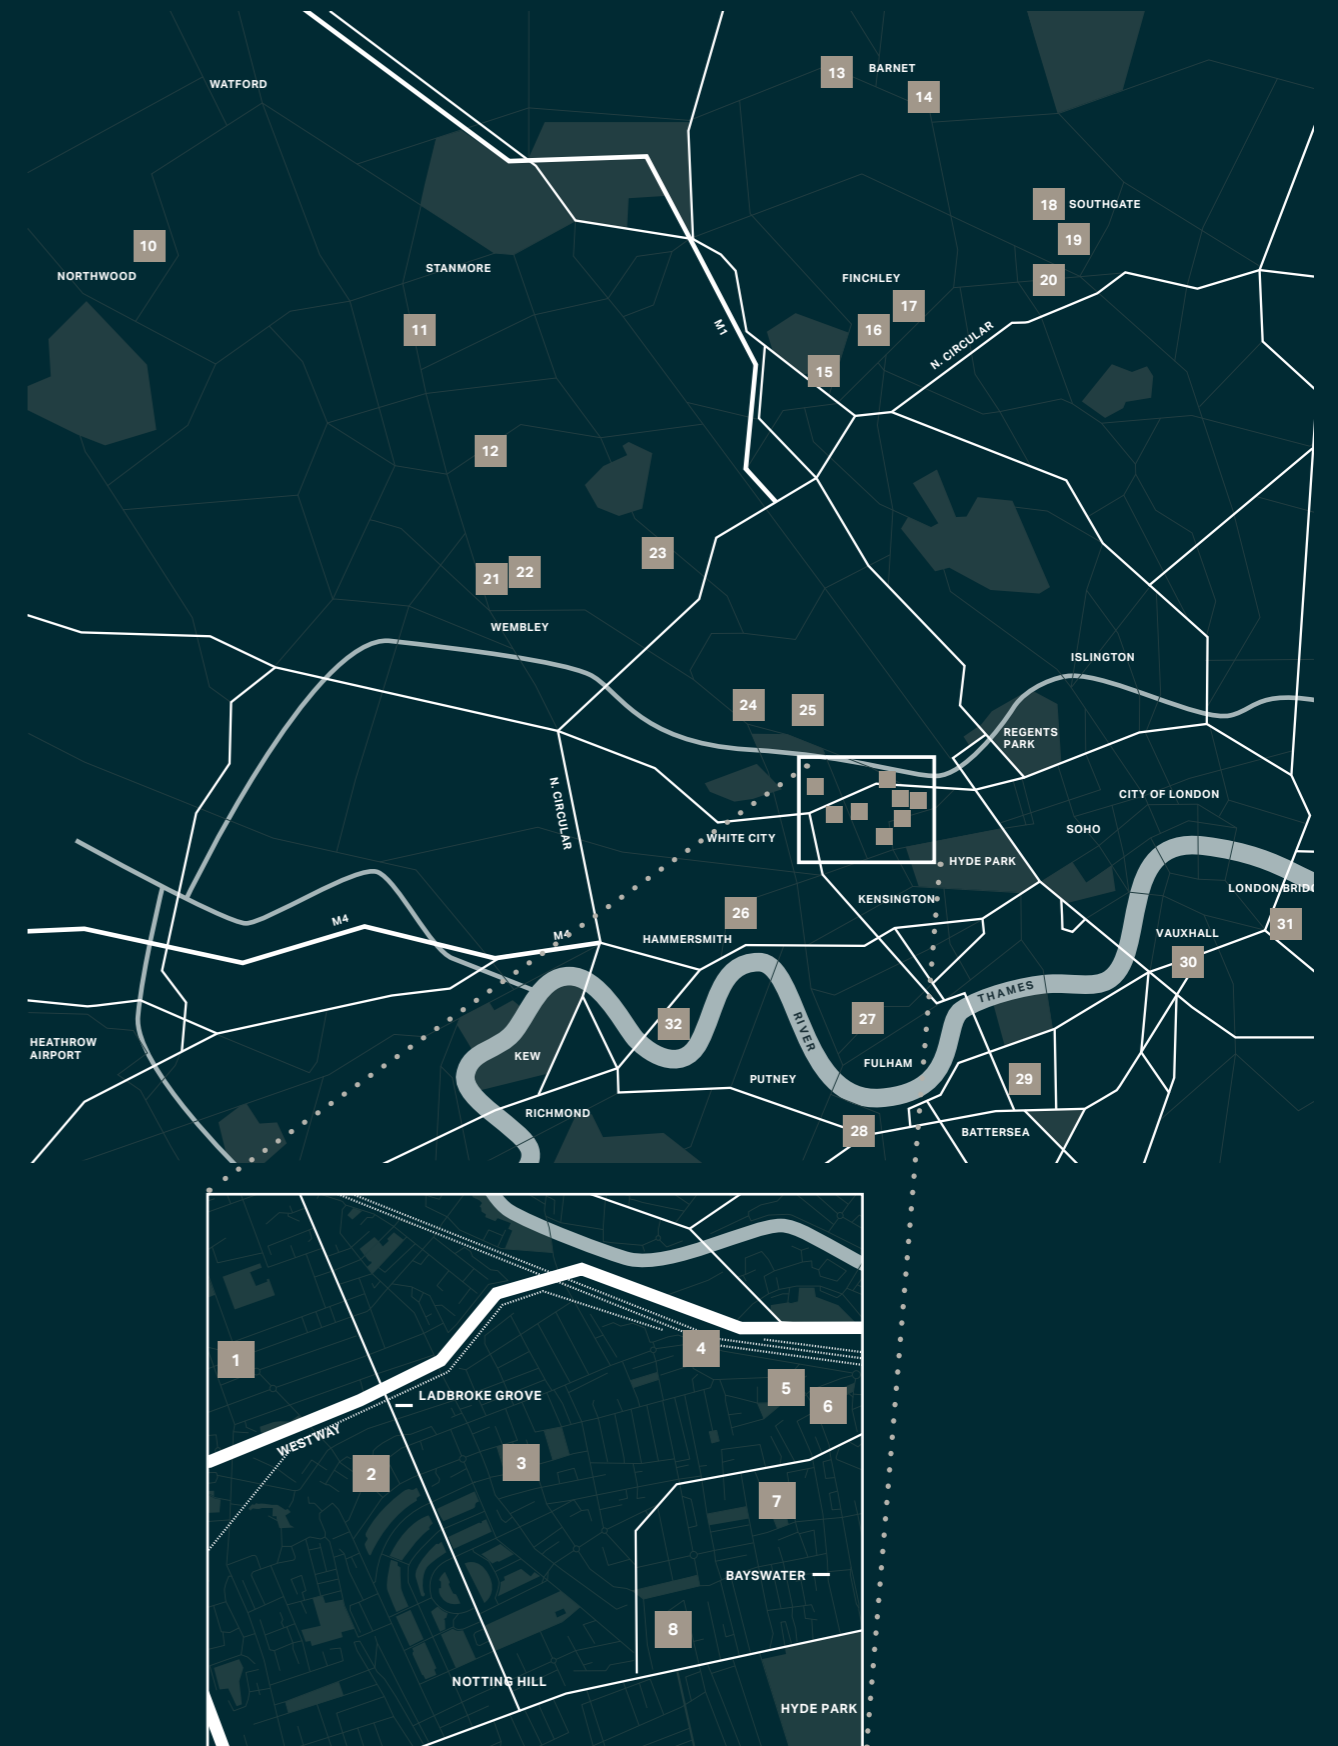 13
BARNET
WATFORD
14
18
SOUTHGATE
19
10
NORTHWOOD
STANMORE
FINCHLEY
20
17
11
M1
16
N. CIRCULAR
15
12
23
22
21
WEMBLEY
ISLINGTON
24
25
REGENTS
PARK
CITY OF LONDON
N. CIRCULAR
SOHO
WHITE CITY
HYDE PARK
LONDON
KENSINGTON
26
M4
31
M4
HAMMERSMITH
VAUXHALL
30
THAMES
27
32
RIVER
HEATHROW
AIRPORT
KEW
FULHAM
PUTNEY
29
RICHMOND
28
BATTERSEA
4
1
5
LADBROKE GROVE
6
WESTWAY
3
2
7
BAYSWATER
8
NOTTING HILL
HYDE PARK